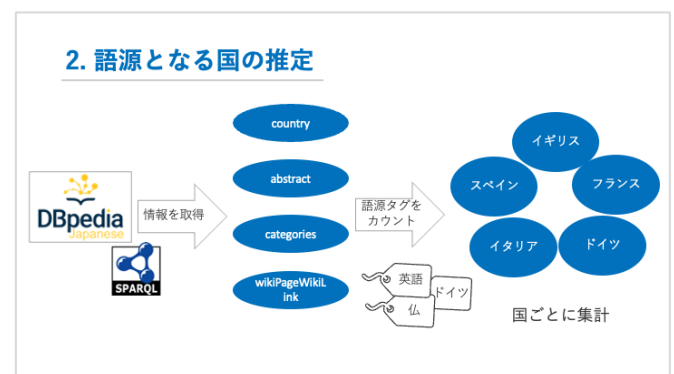 2. 語源となる国の推定
DBpedia
Japanese
SPARQL
情報を取得
country
abstract
categories
wikiPageWikiL
ink
語源タグを
カウント
英語
ドイツ
仏
イギリス
スペイン
フランス
イタリア
ドイツ
国ごとに集計